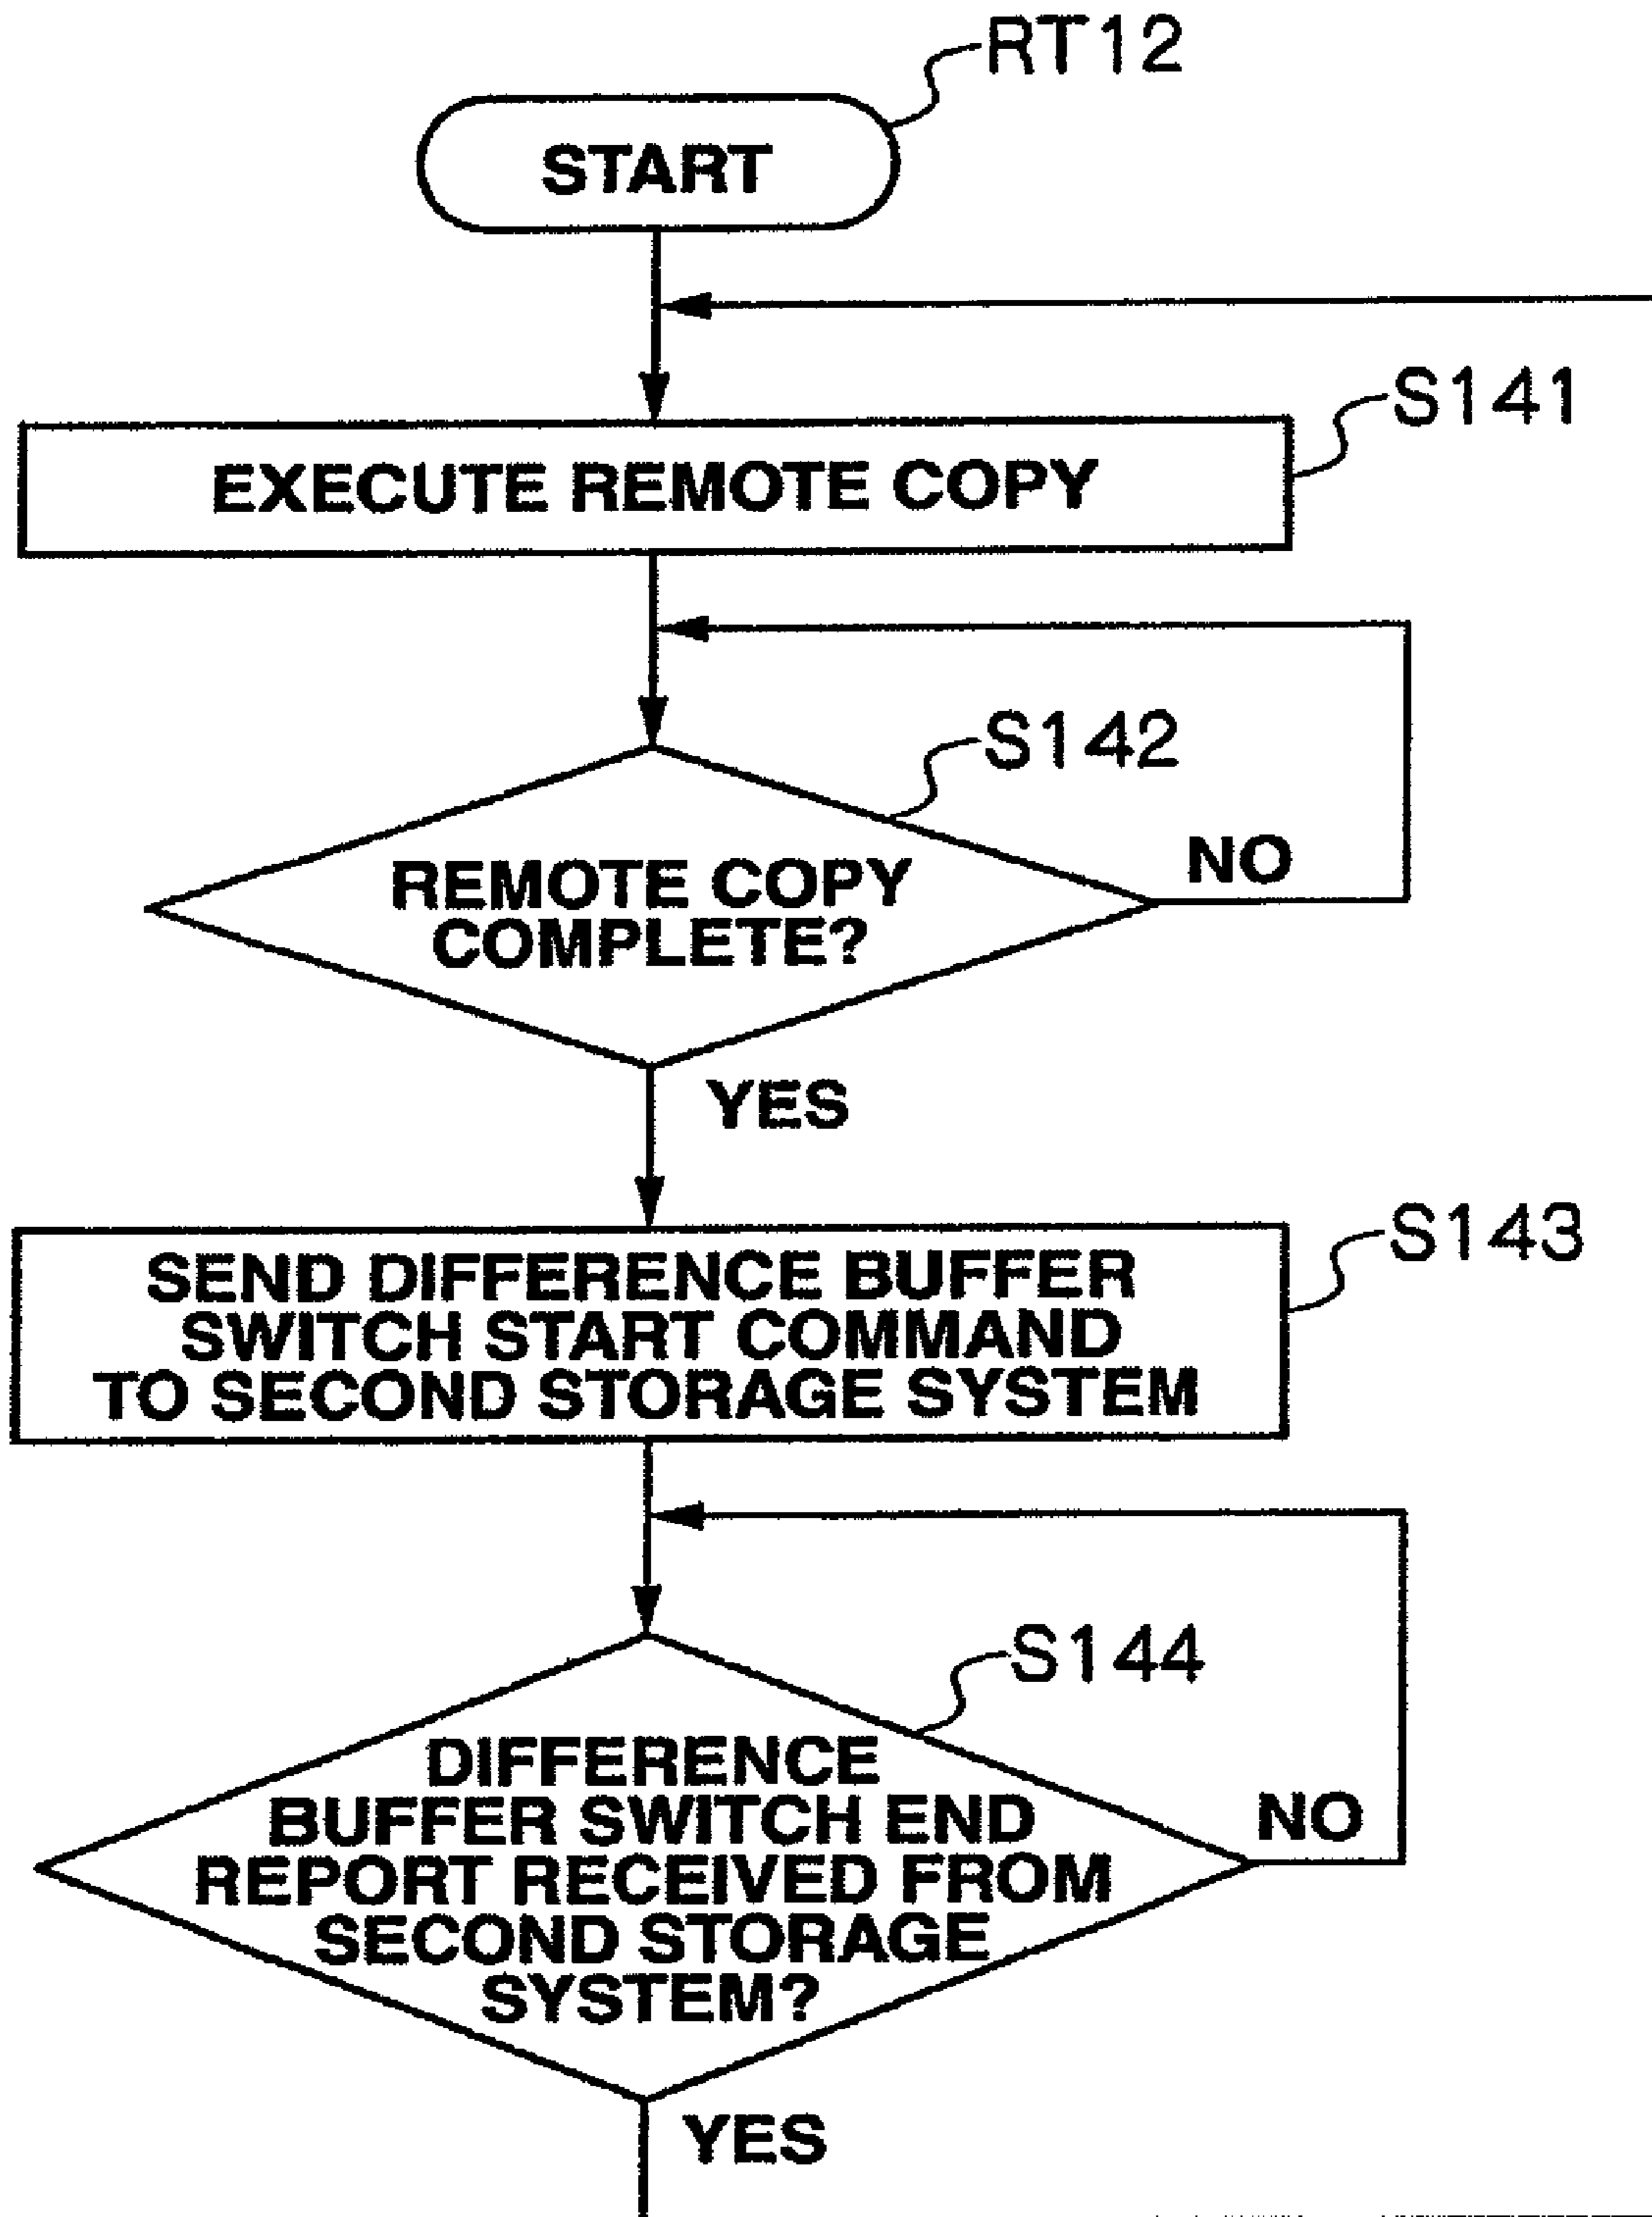 RT12
START
S141
EXECUTE REMOTE COPY
S142
REMOTE COPY
COMPLETE?
NO
YES
S143
SEND DIFFERENCE BUFFER
SWITCH START COMMAND
TO SECOND STORAGE SYSTEM
S144
DIFFERENCE
BUFFER SWITCH END
REPORT RECEIVED FROM
SECOND STORAGE
SYSTEM?
NO
YES